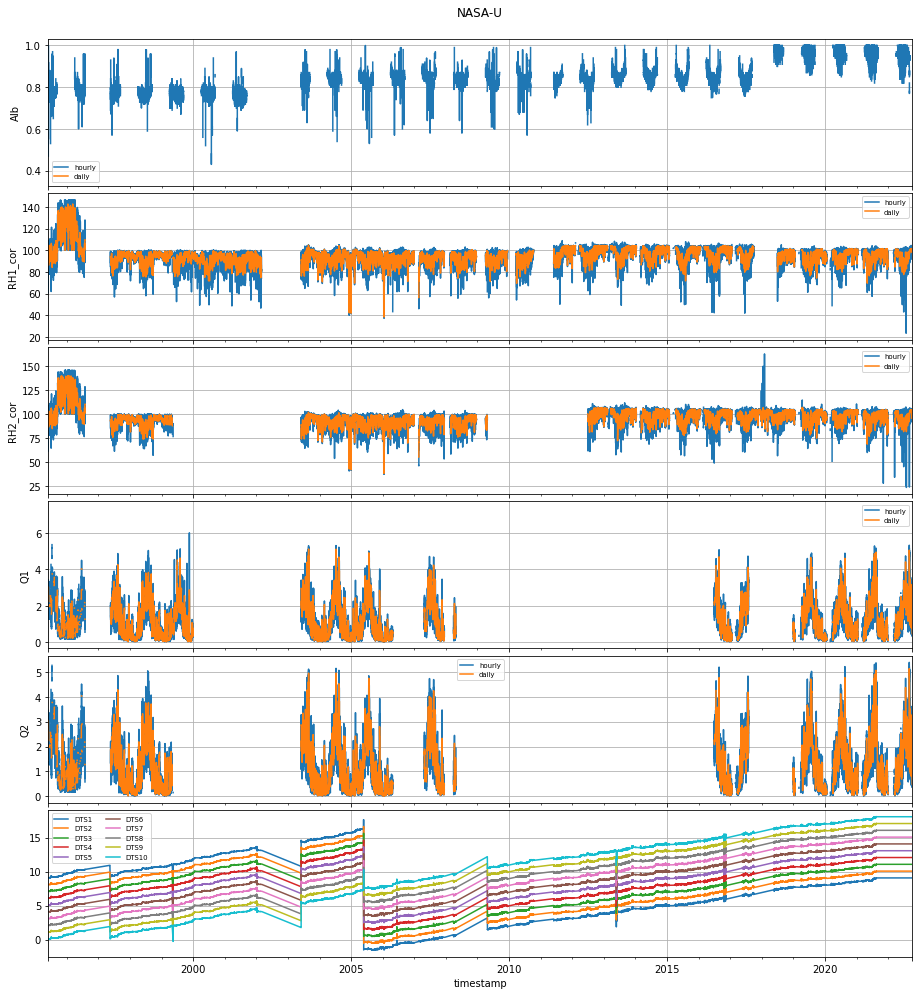 NASA-U
1.0
0.8
0.6
0.4
Alb
hourly
daily
140
120
100
80
60
40
20
RH1_cor
hourly
daily
150
125
100
75
50
25
RH2_cor
hourly
daily
6
4
2
0
Q1
hourly
daily
5
4
3
2
1
0
Q2
hourly
daily
15
10
5
0
DTS1 DTS6
DTS2 DTS7
DTS3 DTS8
DTS4 DTS9
DTS5 DTS10
2000 2005 2010 2015 2020
timestamp